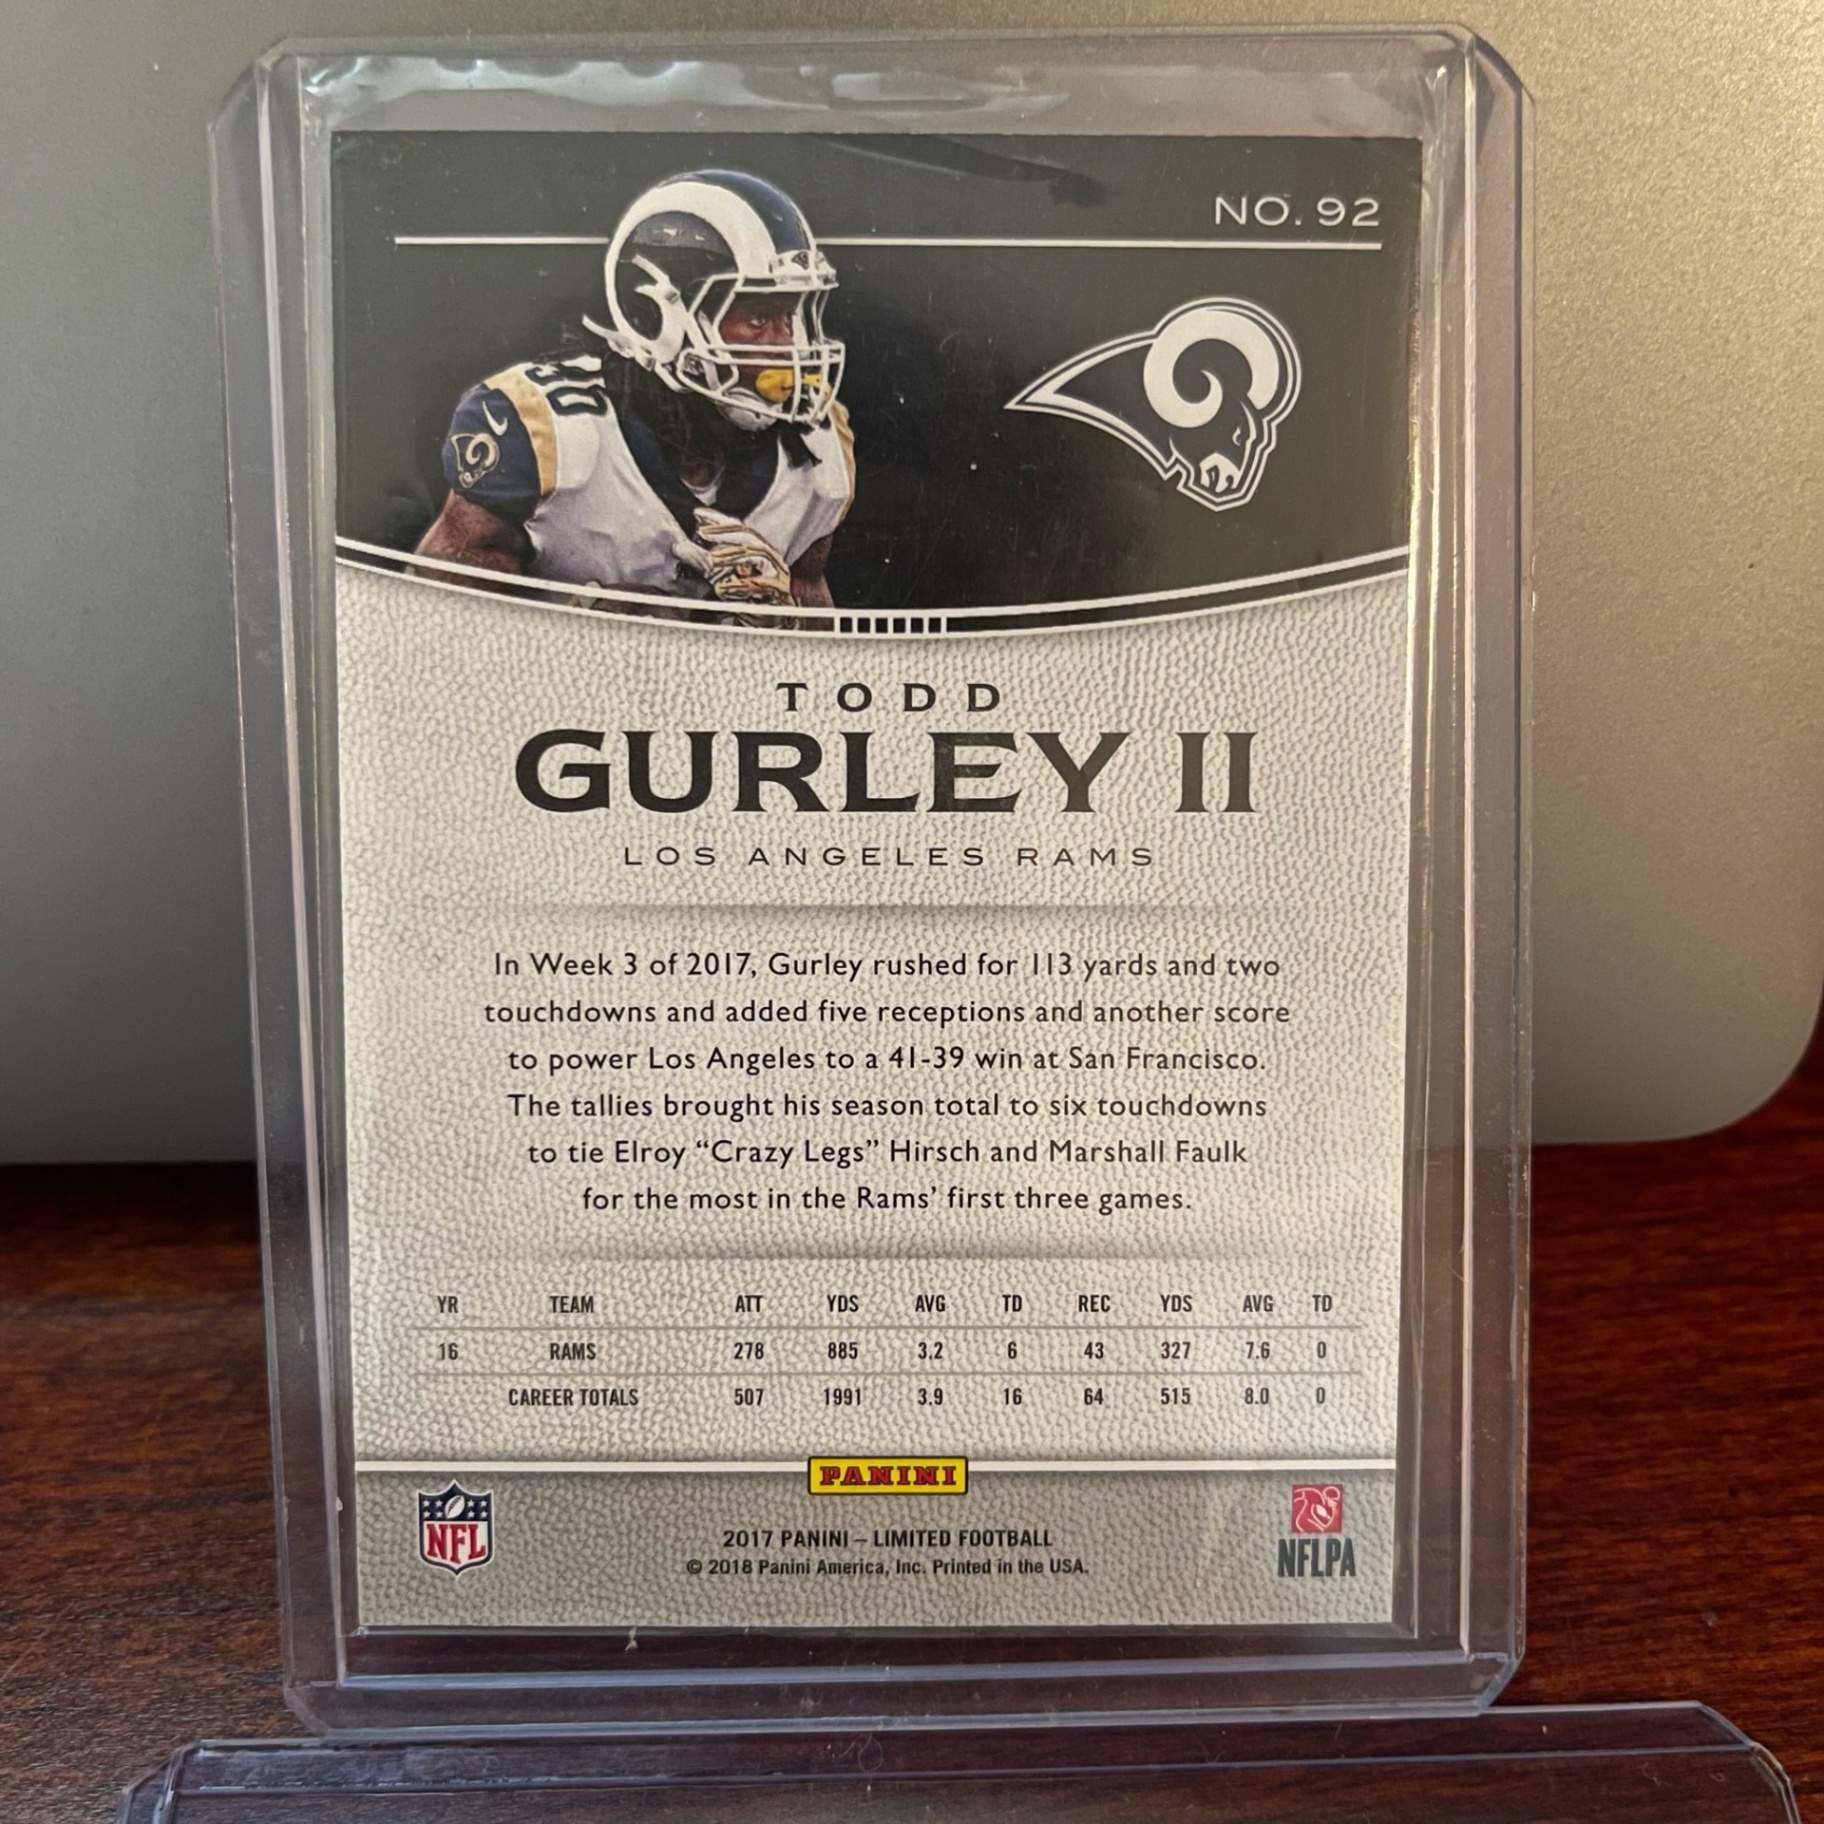 NO. 92
30
TODD
GURLEY II
LOS ANGELES RAMS
In Week 3 of 2017, Gurley rushed for 113 yards and two
touchdowns and added five receptions and another score
to power Los Angeles to a 41-39 win at San Francisco.
The tallies brought his season total to six touchdowns
to tie Elroy “Crazy Legs” Hirsch and Marshall Faulk
for the most in the Rams’ first three games.
YR TEAM ATT YDS AVG TD REC YDS AVG TD
16 RAMS 278 885 3.2 6 43 327 7.6 0
CAREER TOTALS 507 1991 3.9 16 64 515 8.0 0
PANINI
NFL
2017 PANINI – LIMITED FOOTBALL
© 2018 Panini America, Inc. Printed in the USA.
NFLPA